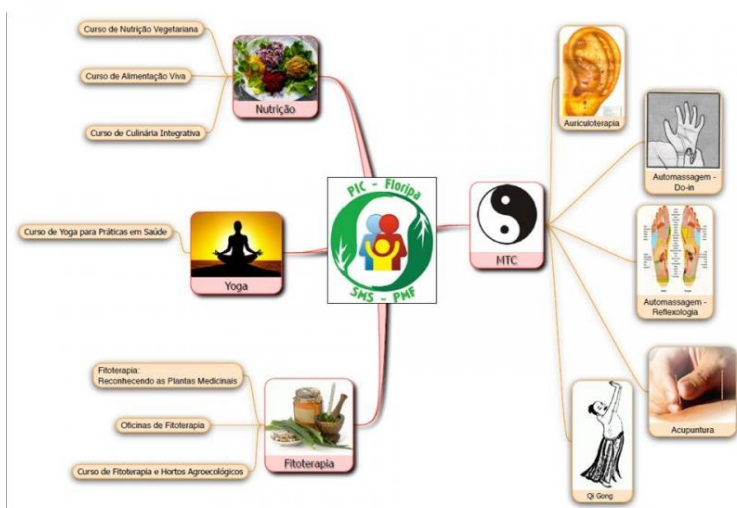 Curso de Nutrição Vegetariana
Curso de Alimentação Viva
Curso de Culinária Integrativa
Nutrição
Curso de Yoga para Práticas em Saúde
Yoga
Fitoterapia:
Reconhecendo as Plantas Medicinais
Oficinas de Fitoterapia
Curso de Fitoterapia e Hortos Agroecológicos
Fitoterapia
PIC - Floripa
SMS - PMF
MTC
Auriculoterapia
Automassagem -
Do-in
Automassagem -
Reflexologia
Acupuntura
Qi Gong